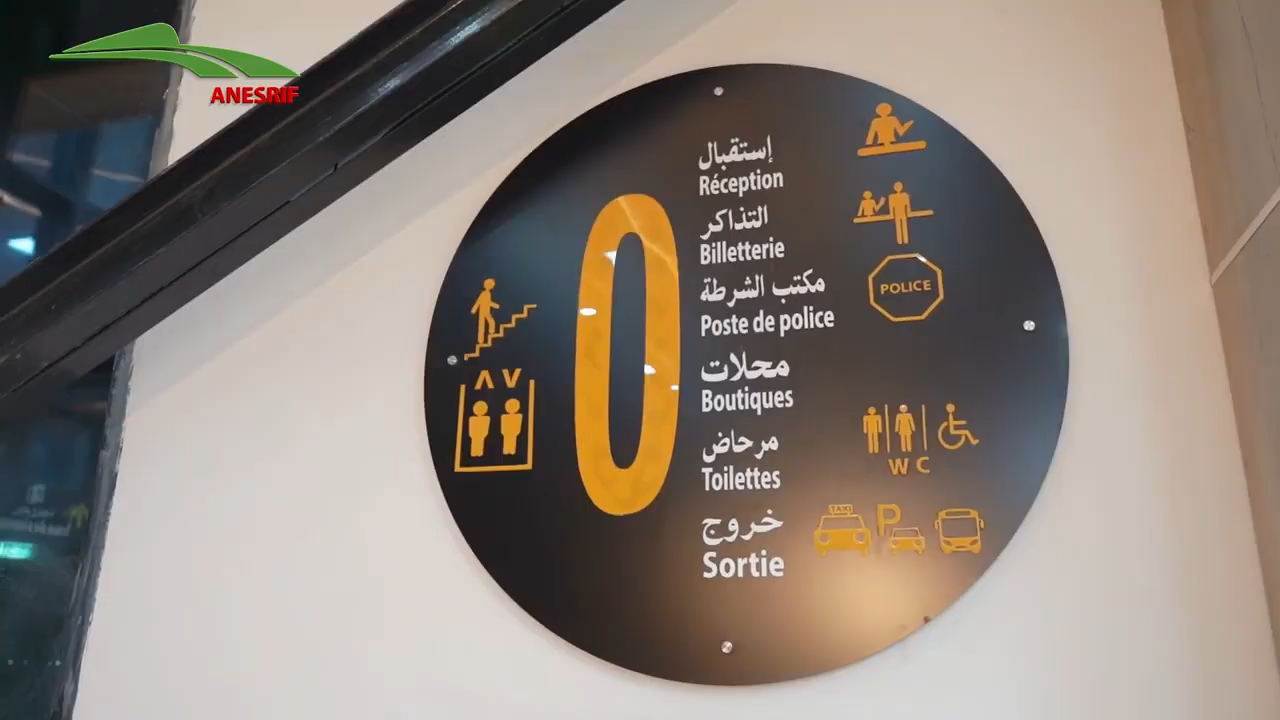 ANESRIF
0
إستقبال
Réception
التذاكر
Billetterie
مكتب الشرطة
Poste de police
POLICE
محلات
Boutiques
مرحاض
Toilettes
WC
خروج
Sortie
TAXI
P